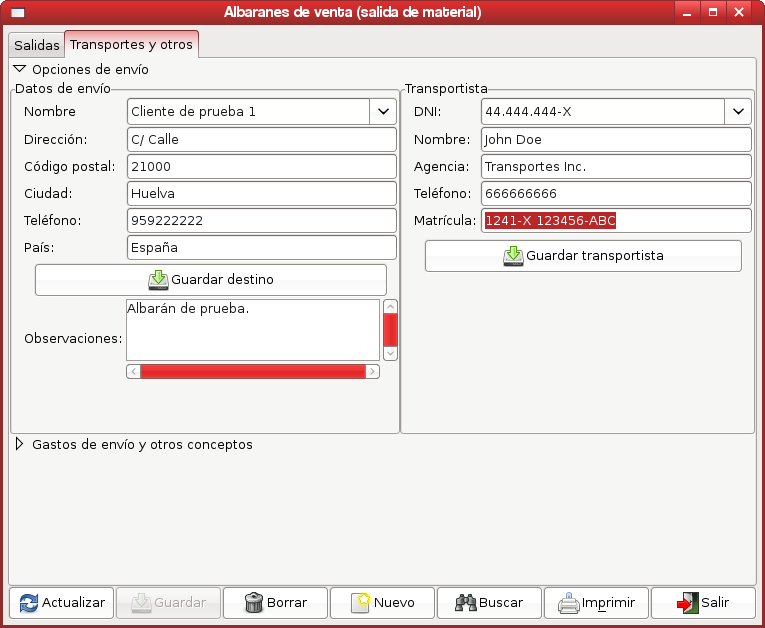 Albaranes de venta (salida de material)
Salidas
Transportes y otros
Opciones de envío
Datos de envío
Nombre
Cliente de prueba 1
Dirección:
C/ Calle
Código postal:
21000
Ciudad:
Huelva
Teléfono:
959222222
País:
España
Guardar destino
Observaciones:
Albarán de prueba.
Transportista
DNI:
44.444.444-X
Nombre:
John Doe
Agencia:
Transportes Inc.
Teléfono:
666666666
Matrícula:
1241-X 123456-ABC
Guardar transportista
Gastos de envío y otros conceptos
Actualizar
Guardar
Borrar
Nuevo
Buscar
Imprimir
Salir